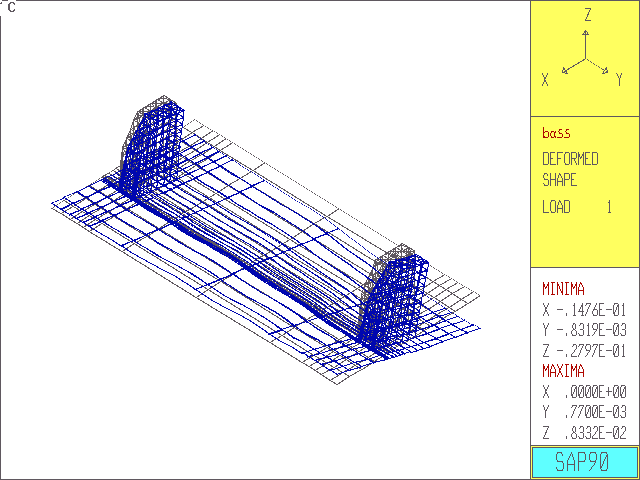 °C
Z
X
Y
bass
DEFORMED
SHAPE
LOAD 1
MINIMA
X -.1476E-01
Y -.8319E-03
Z -.2797E-01
MAXIMA
X .0000E+00
Y .7700E-03
Z .8332E-02
SAP90